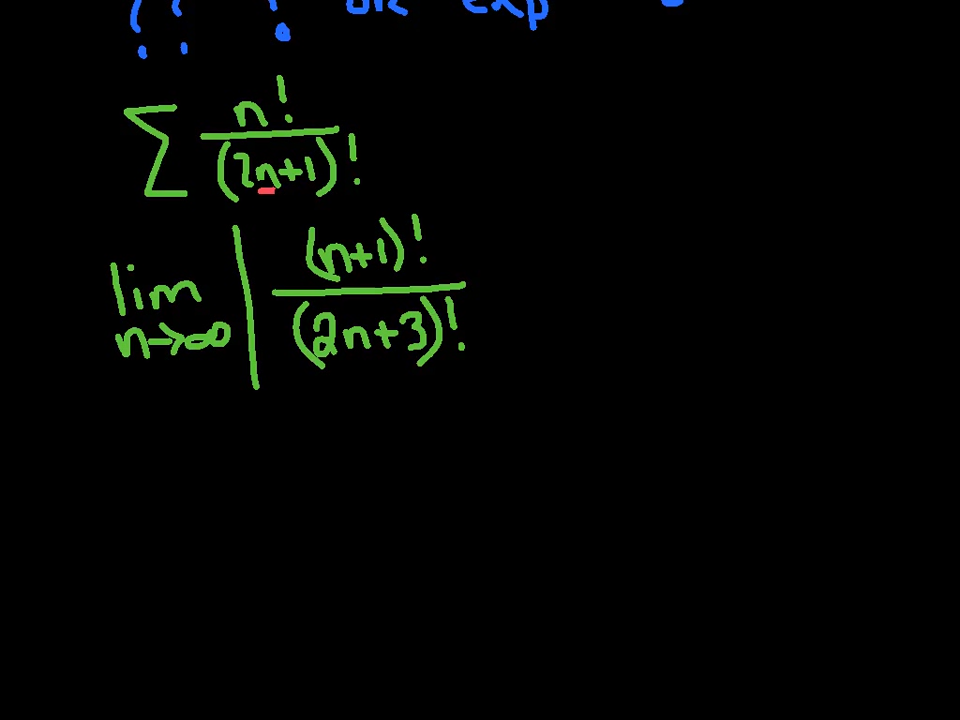 exp
∑ n! / (2n+1)!
lim n→∞ | (n+1)! / (2n+3)!